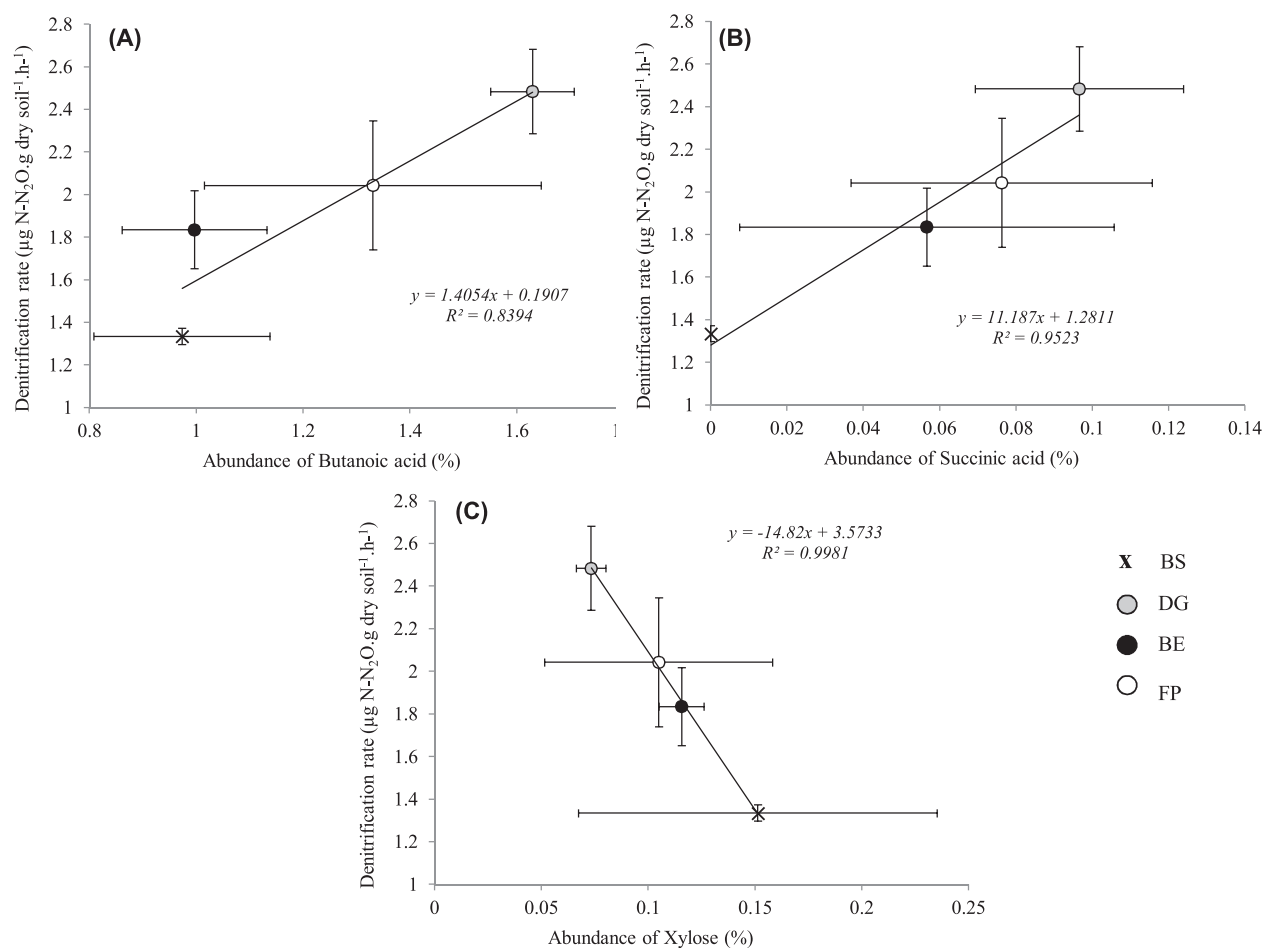 (A)
Denitrification rate (µg N-N₂O.g dry soil-¹.h-¹)
2.8
2.6
2.4
2.2
2
1.8
1.6
1.4
1.2
1
y = 1.4054x + 0.1907
R² = 0.8394
0.8
1
1.2
1.4
1.6
Abundance of Butanoic acid (%)
(B)
Denitrification rate (µg N-N₂O.g dry soil-¹.h-¹)
2.8
2.6
2.4
2.2
2
1.8
1.6
1.4
1.2
1
y = 11.187x + 1.2811
R² = 0.9523
0
0.02
0.04
0.06
0.08
0.1
0.12
0.14
Abundance of Succinic acid (%)
(C)
Denitrification rate (µg N-N₂O.g dry soil-¹.h-¹)
2.8
2.6
2.4
2.2
2
1.8
1.6
1.4
1.2
1
y = -14.82x + 3.5733
R² = 0.9981
0
0.05
0.1
0.15
0.2
0.25
Abundance of Xylose (%)
BS
DG
BE
FP